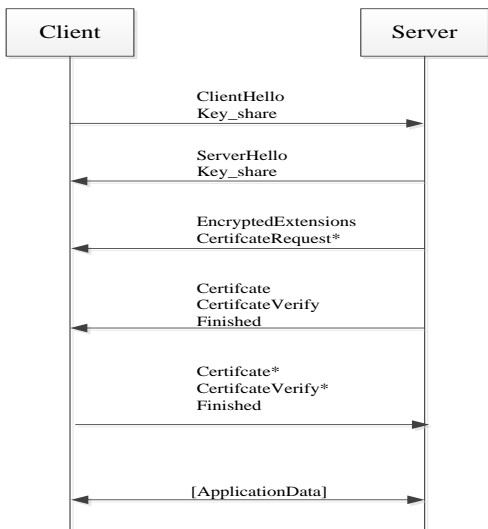 Client
Server
ClientHello
Key_share
ServerHello
Key_share
EncryptedExtensions
CertifcateRequest*
Certifcate
CertifcateVerify
Finished
Certifcate*
CertifcateVerify*
Finished
[ApplicationData]